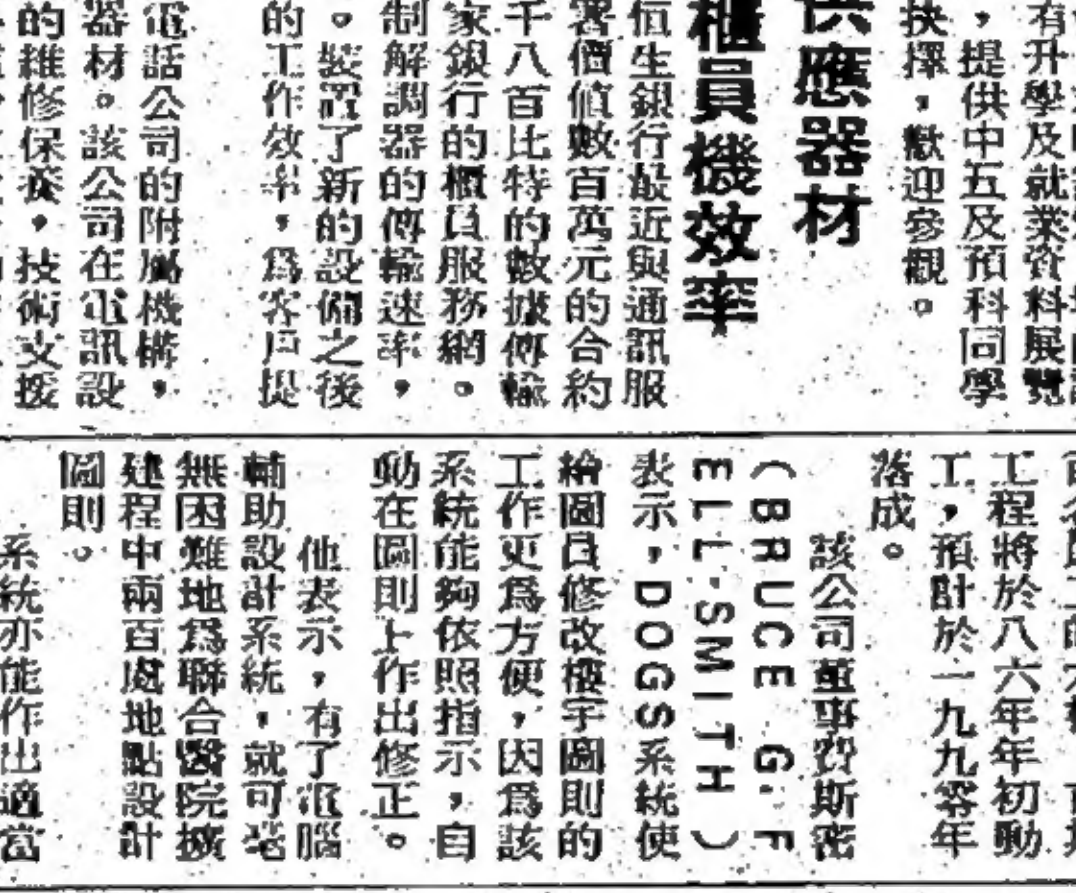 有升學及就業資料展覽
，提供中五及預科同學
抉擇，歡迎參觀。
供應器材
櫃員機效率
恒生銀行最近與通訊服
署價值數百萬元的合約
千八百比特的數據傳輸
家銀行的櫃員服務網。
制解調器的傳輸速率，
。裝置了新的設備之後
的工作效率，爲客戶提
電話公司的附屬機構，
器材。該公司在電訊設
的維修保養，技術支援
工程將於八六年年初動
工，預計於一九九零年
落成。
該公司董事費斯密
（BRUCE G.F
ELL-SMITH）
表示，DOGS系統使
繪圖員修改樓宇圖則的
工作更爲方便，因爲該
系統能夠依照指示，自
動在圖則上作出修正。
他表示，有了電腦
輔助設計系統，就可毫
無困難地爲聯合醫院擴
建程中兩百處地點設計
圖則。
系統亦能作出適當